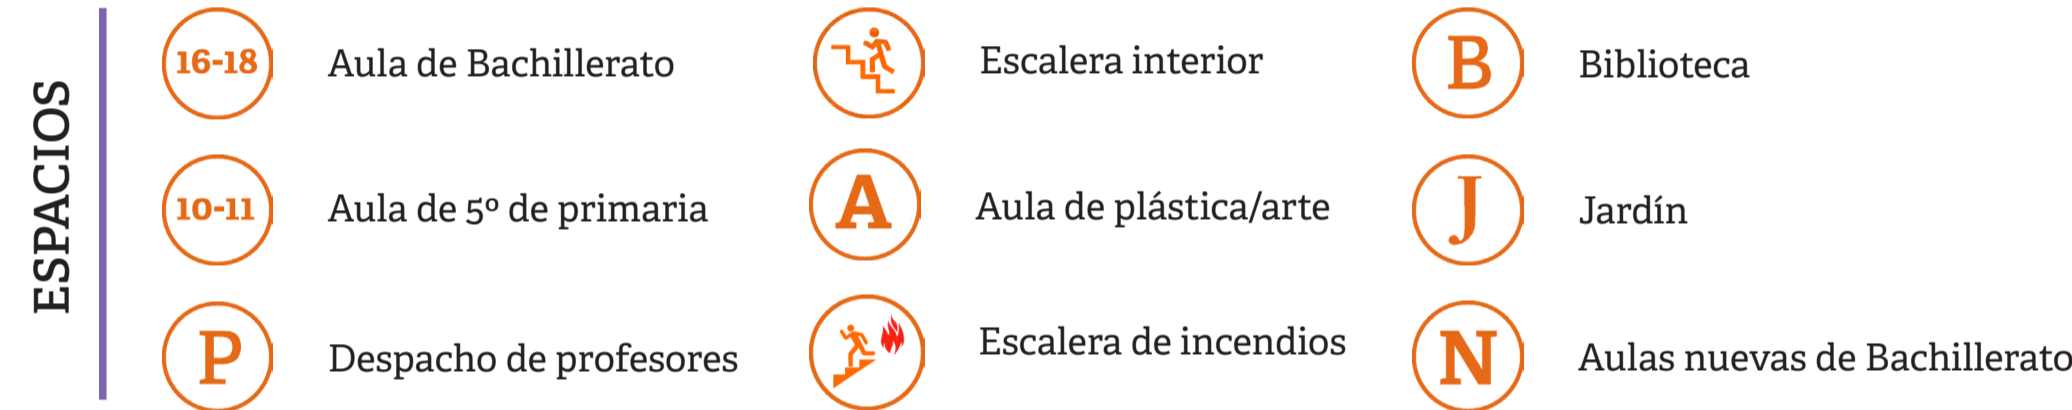 ESPACIOS
16-18 Aula de Bachillerato
10-11 Aula de 5º de primaria
P Despacho de profesores
Escalera interior
A Aula de plástica/arte
Escalera de incendios
B Biblioteca
J Jardín
N Aulas nuevas de Bachillerato